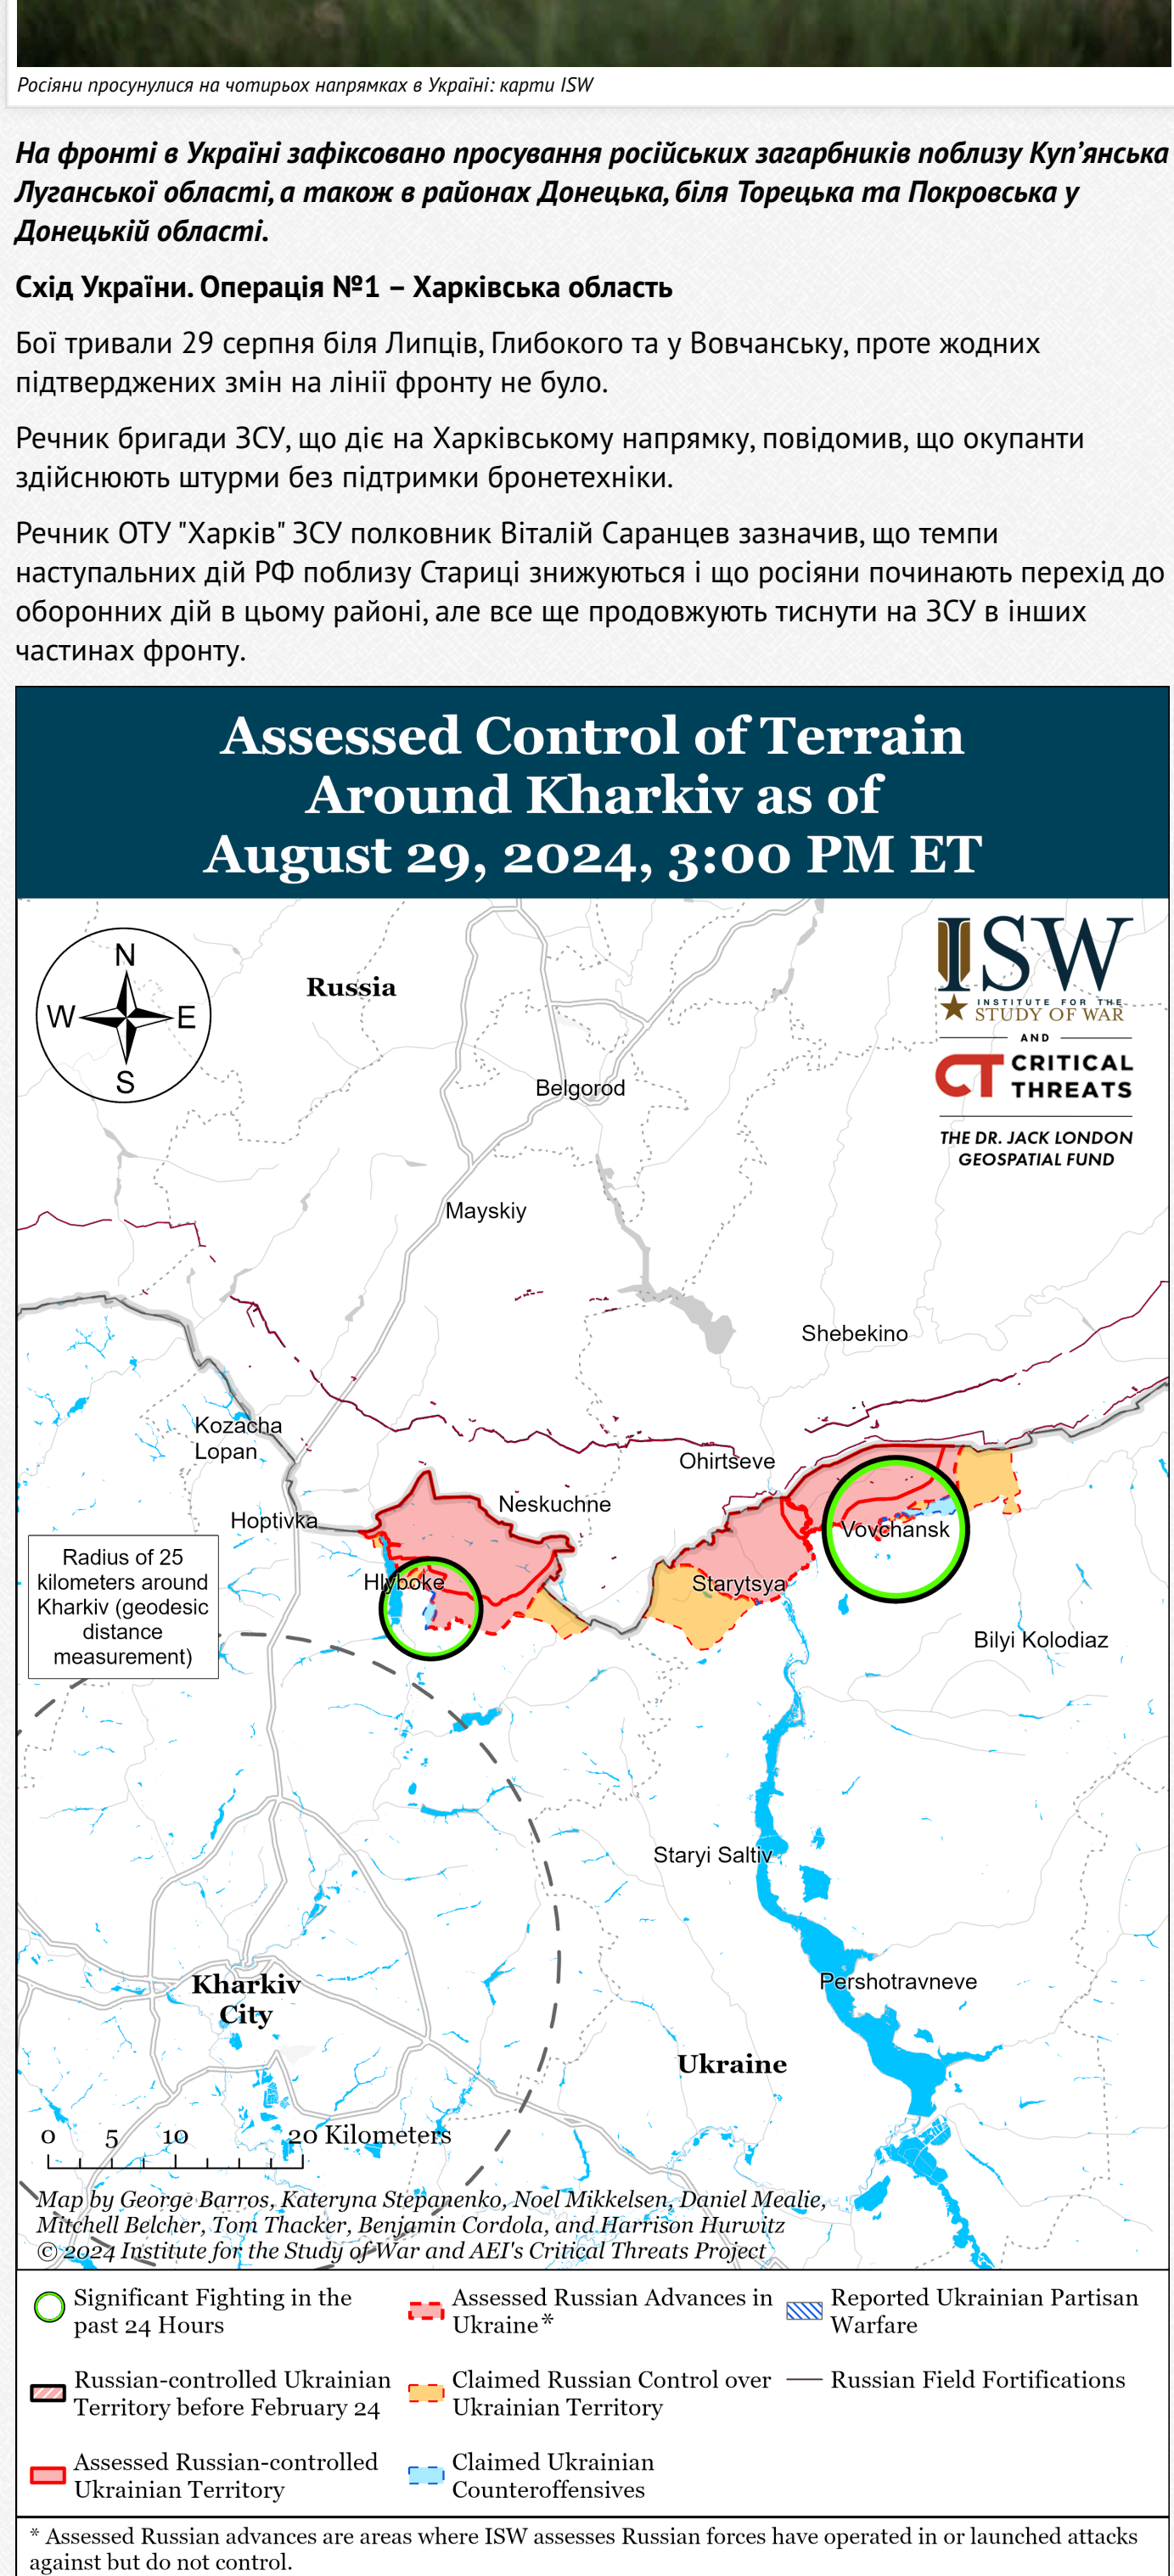 Росіяни просунулися на чотирьох напрямках в Україні: карти ISW
На фронті в Україні зафіксовано просування російських загарбників поблизу Куп’янська
Луганської області, а також в районах Донецька, біля Торецька та Покровська у
Донецькій області.
Схід України. Операція №1 – Харківська область
Бої тривали 29 серпня біля Липців, Глибокого та у Вовчанську, проте жодних
підтверджених змін на лінії фронту не було.
Речник бригади ЗСУ, що діє на Харківському напрямку, повідомив, що окупанти
здійснюють штурми без підтримки бронетехніки.
Речник ОТУ "Харків" ЗСУ полковник Віталій Саранцев зазначив, що темпи
наступальних дій РФ поблизу Стариці знижуються і що росіяни починають перехід до
оборонних дій в цьому районі, але все ще продовжують тиснути на ЗСУ в інших
частинах фронту.
Assessed Control of Terrain
Around Kharkiv as of
August 29, 2024, 3:00 PM ET
N
W E
S
ISW
INSTITUTE FOR THE
STUDY OF WAR
AND
CT CRITICAL
THREATS
THE DR. JACK LONDON
GEOSPATIAL FUND
Russia
Belgorod
Mayskiy
Shebekino
Kozacha
Lopan
Ohirtseve
Neskuchne
Hoptivka
Vovchansk
Radius of 25
kilometers around
Kharkiv (geodesic
distance
measurement)
Hlyboke
Starytsya
Bilyi Kolodiaz
Staryi Saltiv
Pershotravneve
Kharkiv
City
Ukraine
0 5 10 20 Kilometers
Map by George Barros, Kateryna Stepanenko, Noel Mikkelsen, Daniel Mealie,
Mitchell Belcher, Tom Thacker, Benjamin Cordola, and Harrison Hurwitz
© 2024 Institute for the Study of War and AEI's Critical Threats Project
Significant Fighting in the
past 24 Hours
Assessed Russian Advances in
Ukraine*
Reported Ukrainian Partisan
Warfare
Russian-controlled Ukrainian
Territory before February 24
Claimed Russian Control over
Ukrainian Territory
Russian Field Fortifications
Assessed Russian-controlled
Ukrainian Territory
Claimed Ukrainian
Counteroffensives
* Assessed Russian advances are areas where ISW assesses Russian forces have operated in or launched attacks
against but do not control.